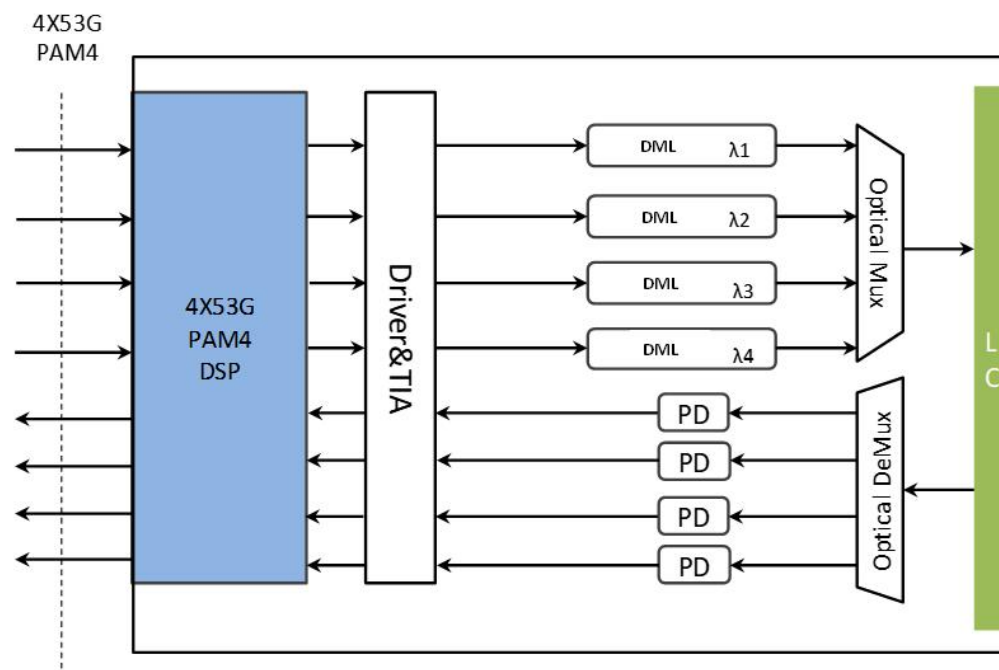 4X53G
PAM4
4X53G
PAM4
DSP
Driver&TIA
DML λ1
DML λ2
DML λ3
DML λ4
Optical Mux
PD
PD
PD
PD
Optical DeMux
L
C